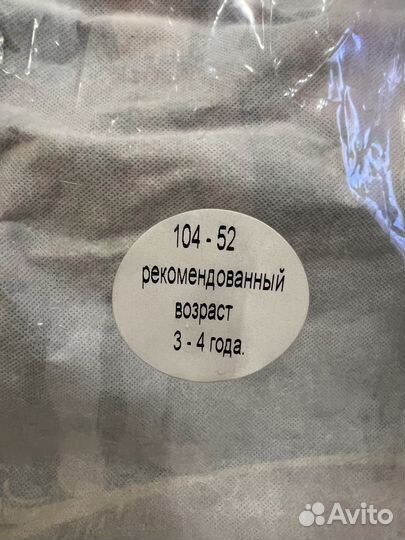 104 - 52
рекомендованный
возраст
3 - 4 года.
Avito